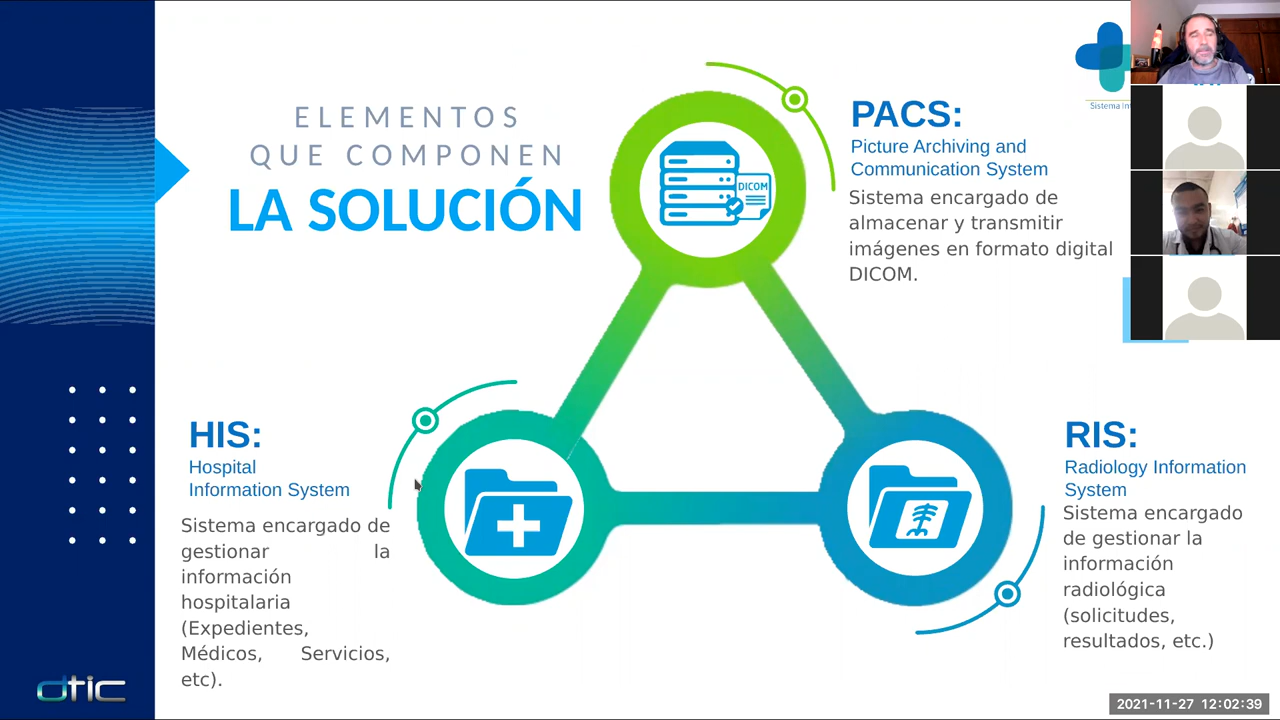 ELEMENTOS
QUE COMPONEN
LA SOLUCIÓN
DICOM
PACS:
Picture Archiving and
Communication System
Sistema encargado de
almacenar y transmitir
imágenes en formato digital
DICOM.
Sistema
HIS:
Hospital
Information System
Sistema encargado de
gestionar la
información
hospitalaria
(Expedientes,
Médicos, Servicios,
etc).
RIS:
Radiology Information
System
Sistema encargado
de gestionar la
información
radiológica
(solicitudes,
resultados, etc.)
dtic
2021-11-27 12:02:39